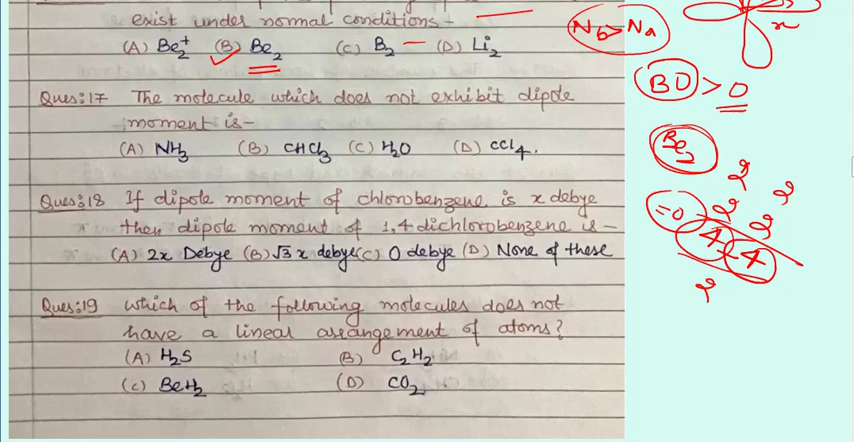 exist under normal conditions-
(A) Be₂⁺ (B) Be₂ (C) B₂ (D) Li₂
Ques:17 The molecule which does not exhibit dipole
moment is-
(A) NH₃ (B) CHCl₃ (C) H₂O (D) CCl₄.
Ques:18 If dipole moment of chlorobenzene is x debye
then dipole moment of 1,4 dichlorobenzene is-
(A) 2x Debye (B) √3 x debye (C) 0 debye (D) None of these
Ques:19 which of the following molecules does not
have a linear arrangement of atoms?
(A) H₂S (B) C₂H₂
(C) BeH₂ (D) CO₂
Nb>Na
x
BO > 0
Be₂
=0
4-4
2